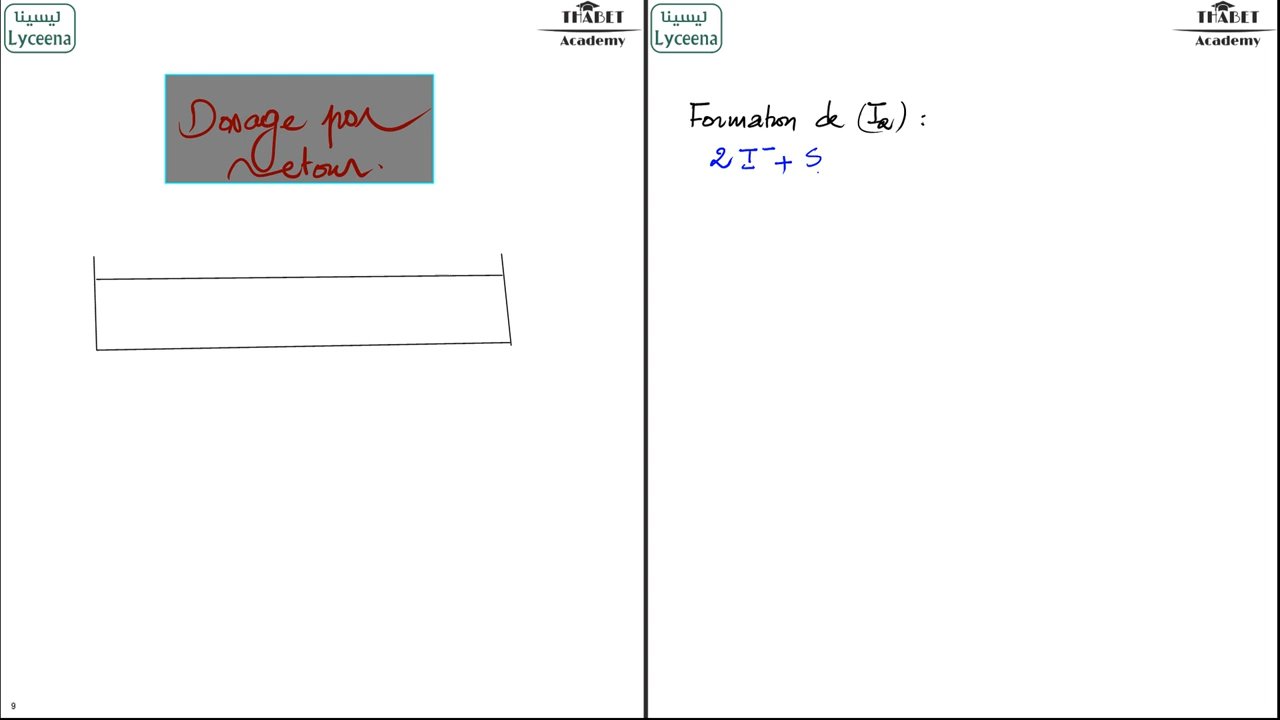 ليسينا
Lyceena
THABET
Academy
Dosage par
retour.
9
ليسينا
Lyceena
THABET
Academy
Formation de (I₂) :
2I⁻ + S